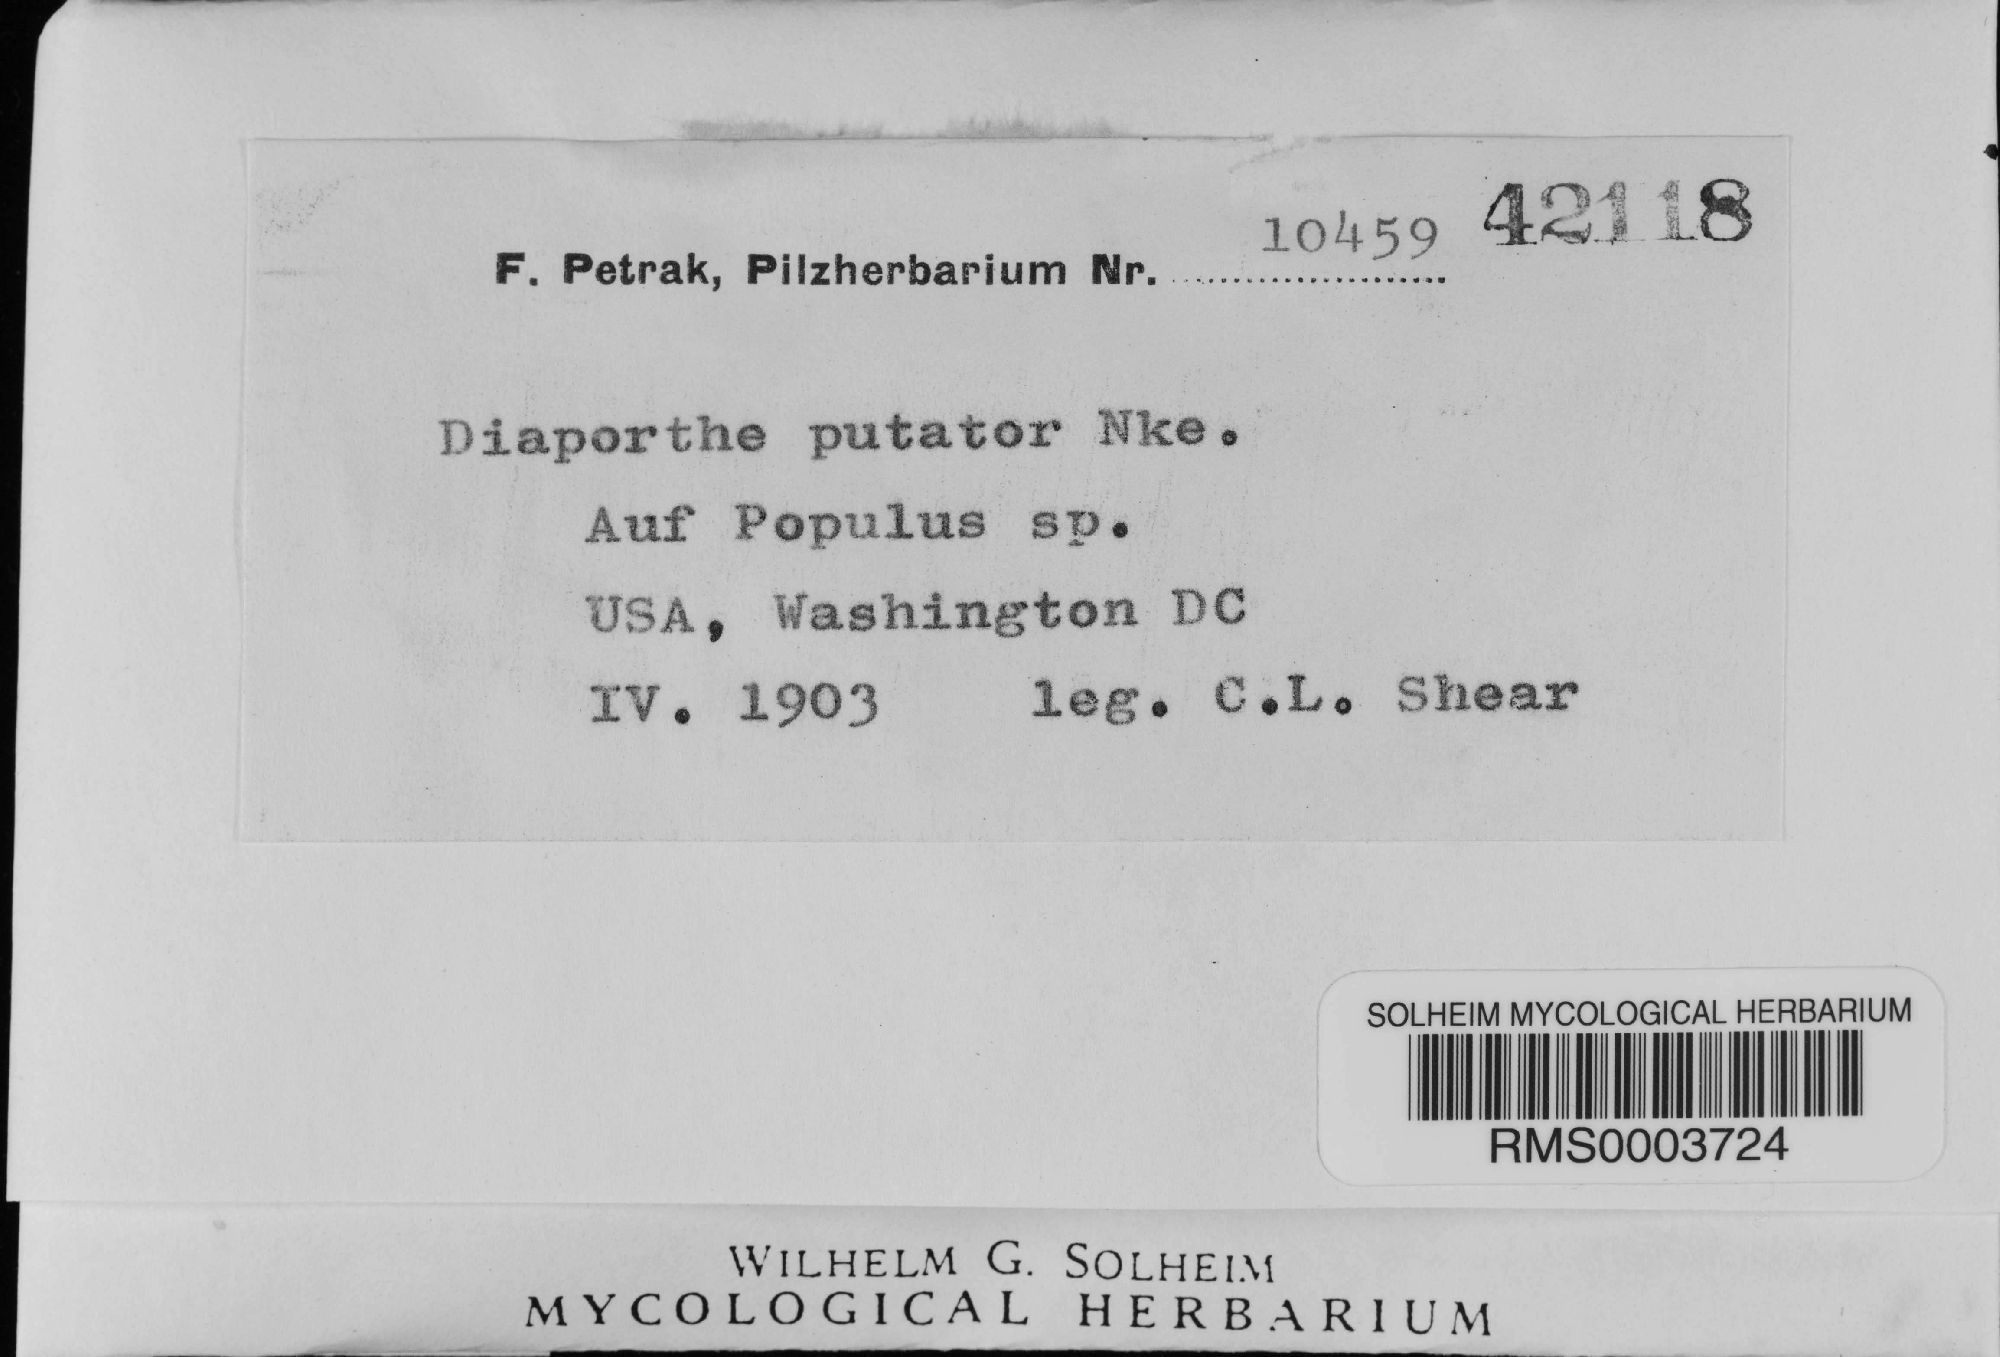 42118
F. Petrak, Pilzherbarium Nr. 10459
Diaporthe putator Nke.
Auf Populus sp.
USA, Washington DC
IV. 1903 leg. C.L. Shear
SOLHEIM MYCOLOGICAL HERBARIUM
RMS0003724
WILHELM G. SOLHEIM
MYCOLOGICAL HERBARIUM